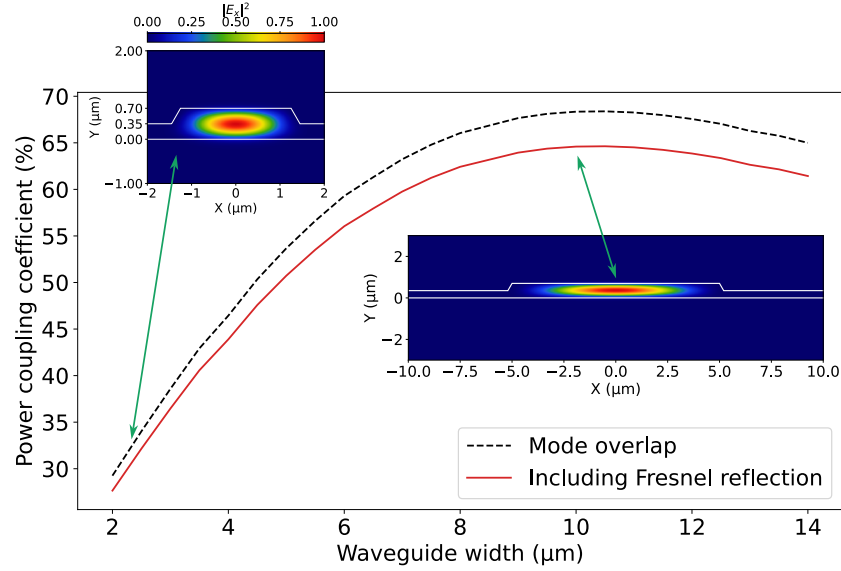 |Eₓ|²
0.00 0.25 0.50 0.75 1.00
2.00
0.70
0.35
0.00
−1.00
Y (μm)
−2 −1 0 1 2
X (μm)
70
65
60
55
50
45
40
35
30
Power coupling coefficient (%)
2
0
−2
Y (μm)
−10.0 −7.5 −5.0 −2.5 0.0 2.5 5.0 7.5 10.0
X (μm)
Mode overlap
Including Fresnel reflection
2 4 6 8 10 12 14
Waveguide width (μm)